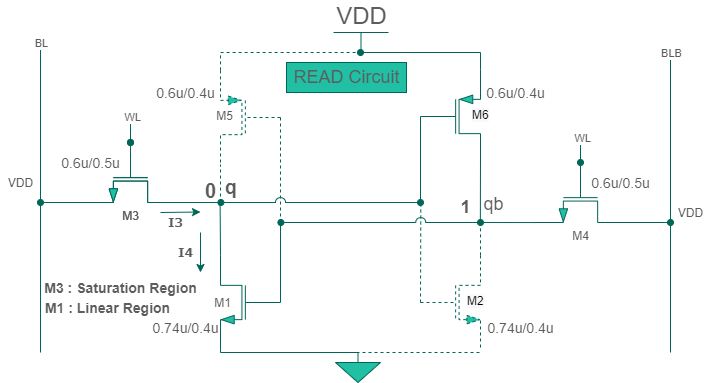 VDD
BL
READ Circuit
BLB
0.6u/0.4u
M5
0.6u/0.4u
M6
WL
WL
0.6u/0.5u
0.6u/0.5u
VDD
M3
0 q
1 qb
VDD
M4
I3
I4
M3 : Saturation Region
M1 : Linear Region
M1
M2
0.74u/0.4u
0.74u/0.4u